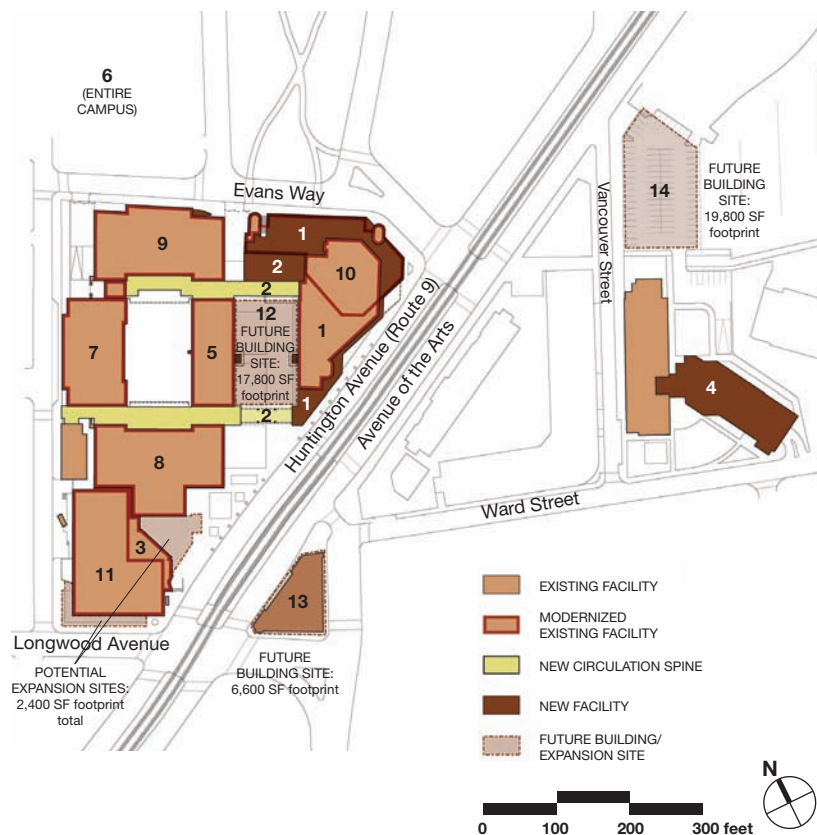 6
(ENTIRE
CAMPUS)
Evans Way
9
1
2
10
2
12
FUTURE
BUILDING
SITE:
17,800 SF
footprint
7
5
1
1
2
8
3
11
Huntington Avenue (Route 9)
Avenue of the Arts
Vancouver Street
14
FUTURE
BUILDING
SITE:
19,800 SF
footprint
4
Ward Street
13
Longwood Avenue
POTENTIAL
EXPANSION SITES:
2,400 SF footprint
total
FUTURE
BUILDING SITE:
6,600 SF footprint
EXISTING FACILITY
MODERNIZED
EXISTING FACILITY
NEW CIRCULATION SPINE
NEW FACILITY
FUTURE BUILDING/
EXPANSION SITE
N
0 100 200 300 feet